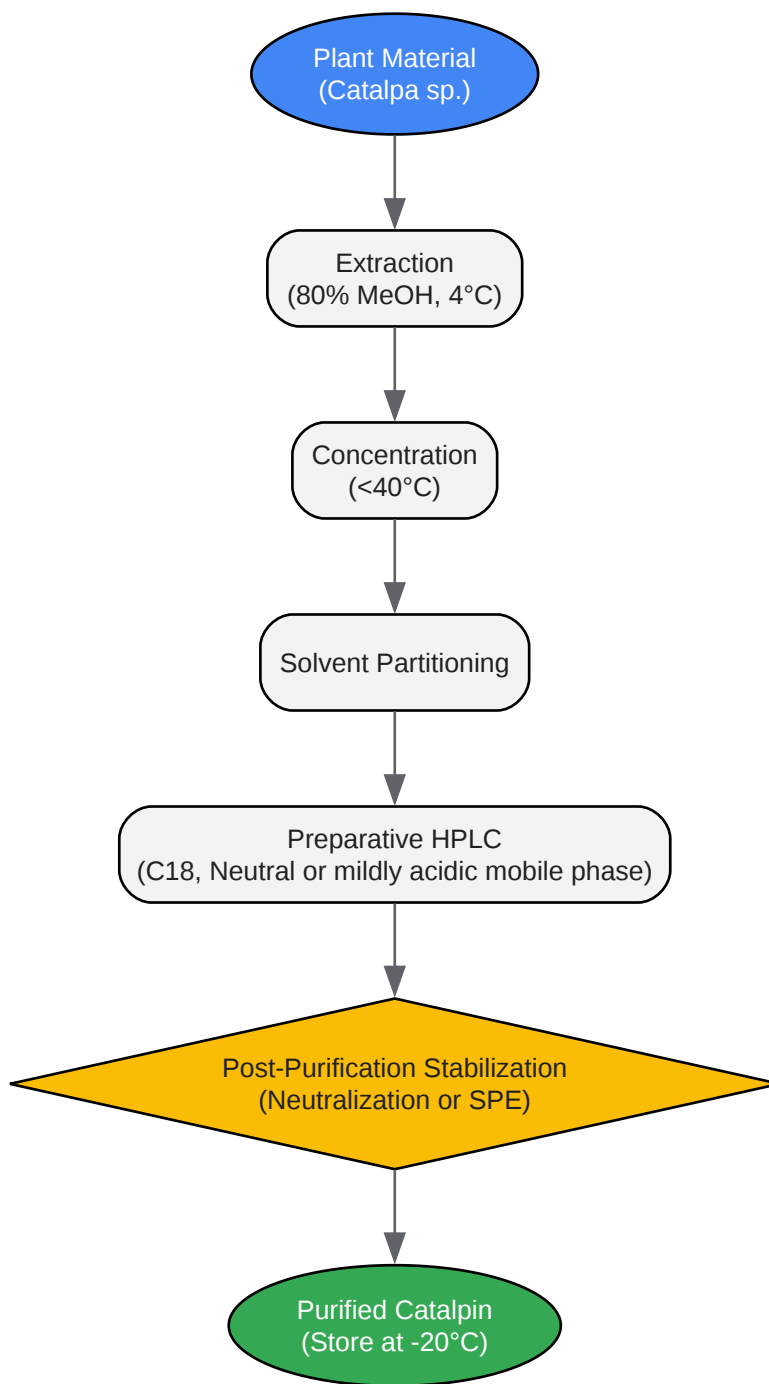 Plant Material
(Catalpa sp.)
Extraction
(80% MeOH, 4°C)
Concentration
(<40°C)
Solvent Partitioning
Preparative HPLC
(C18, Neutral or mildly acidic mobile phase)
Post-Purification Stabilization
(Neutralization or SPE)
Purified Catalpin
(Store at -20°C)